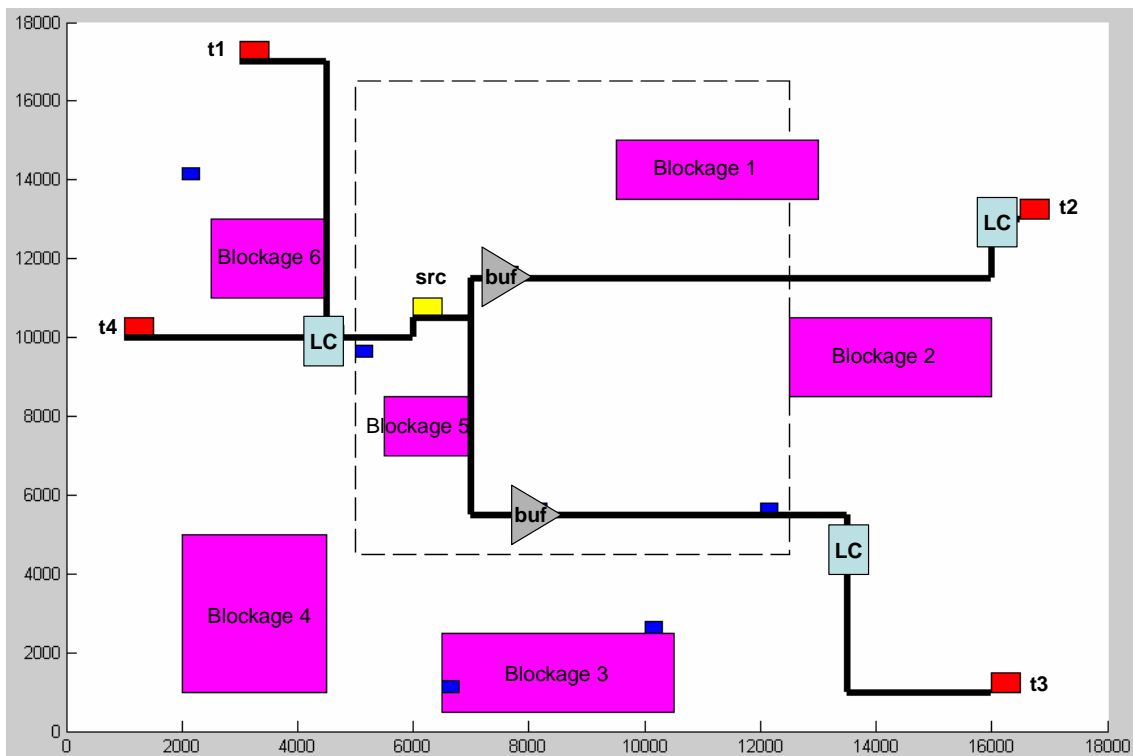 18000
t1
16000
Blockage 1
14000
t2
LC
12000
Blockage 6
src
buf
10000
t4
LC
Blockage 2
8000
Blockage 5
6000
buf
LC
4000
Blockage 4
2000
Blockage 3
t3
0
0 2000 4000 6000 8000 10000 12000 14000 16000 18000